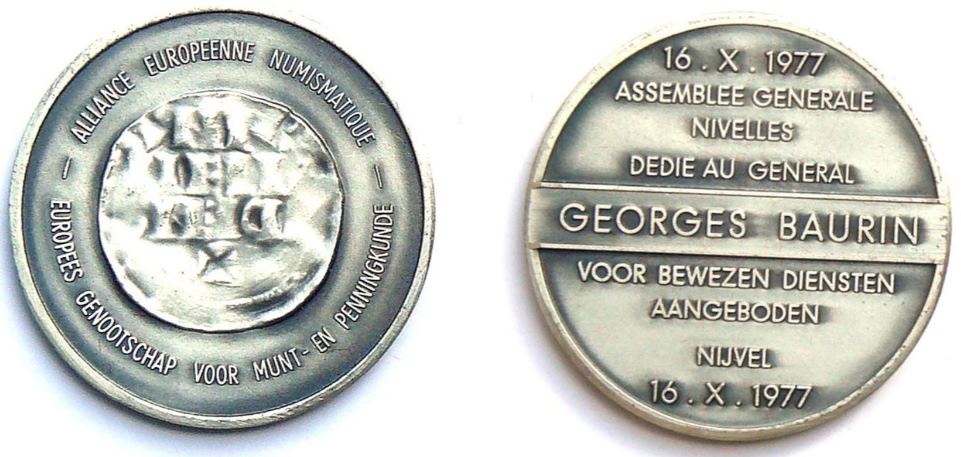 — ALLIANCE EUROPEENNE NUMISMATIQUE —
EUROPEES GENOOTSCHAP VOOR MUNT- EN PENNINGKUNDE
16.X.1977
ASSEMBLEE GENERALE
NIVELLES
DEDIE AU GENERAL
GEORGES BAURIN
VOOR BEWEZEN DIENSTEN
AANGEBODEN
NIJVEL
16.X.1977